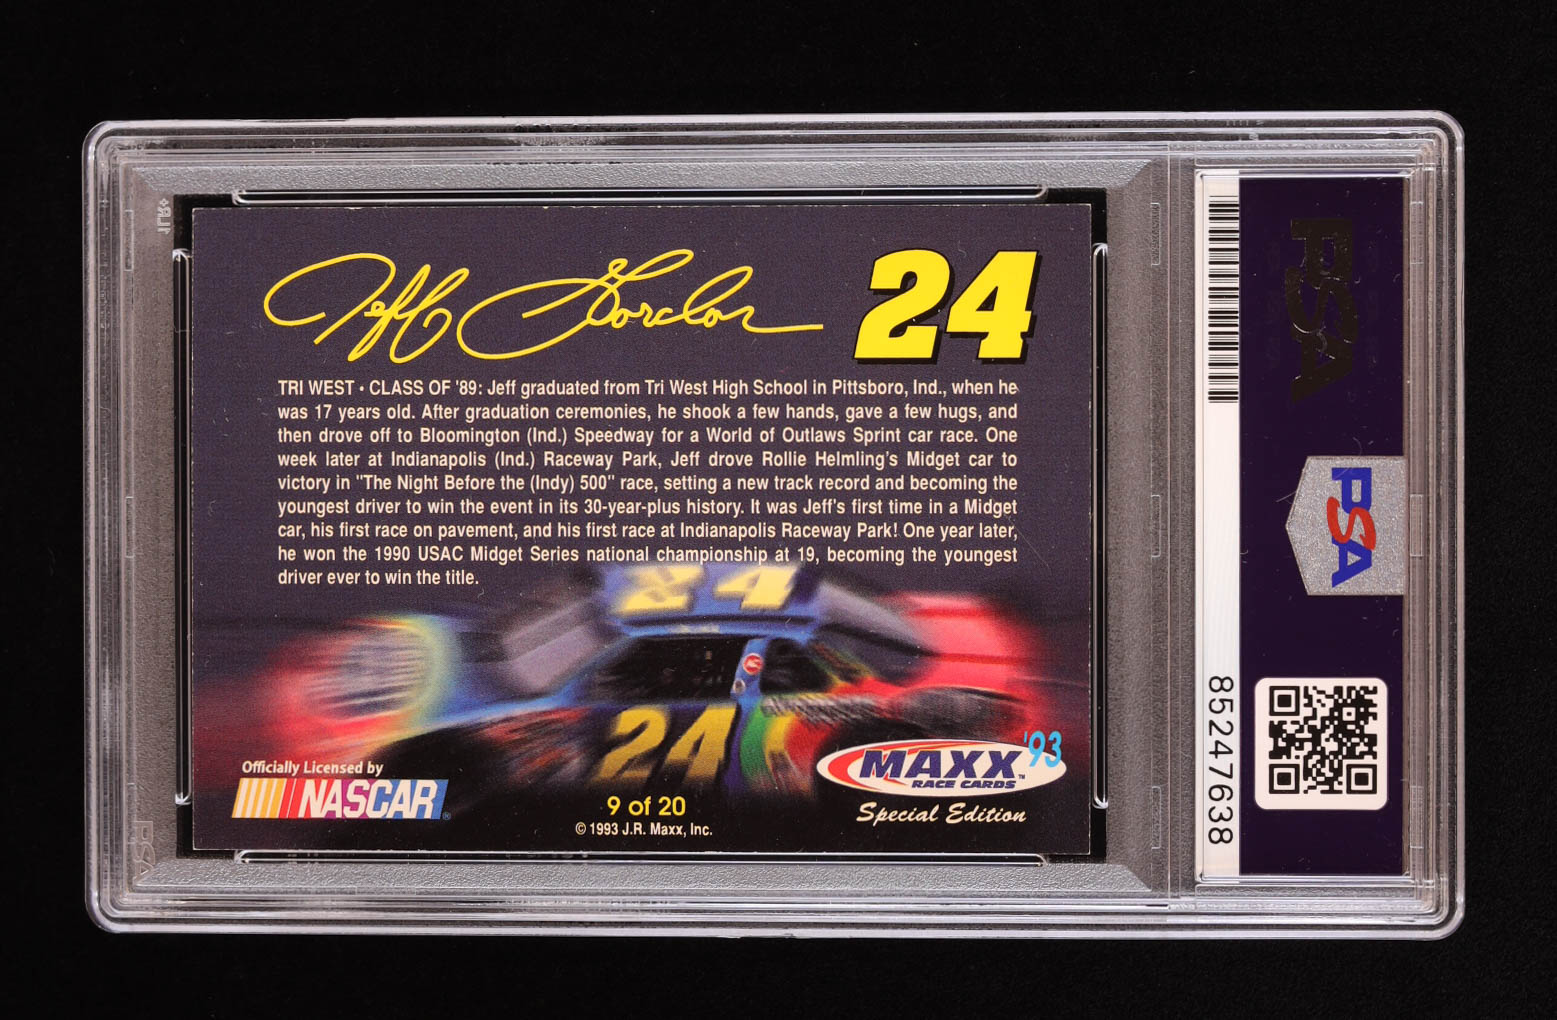 Jeff Gordon
24
TRI WEST • CLASS OF '89: Jeff graduated from Tri West High School in Pittsboro, Ind., when he
was 17 years old. After graduation ceremonies, he shook a few hands, gave a few hugs, and
then drove off to Bloomington (Ind.) Speedway for a World of Outlaws Sprint car race. One
week later at Indianapolis (Ind.) Raceway Park, Jeff drove Rollie Helmling's Midget car to
victory in "The Night Before the (Indy) 500" race, setting a new track record and becoming the
youngest driver to win the event in its 30-year-plus history. It was Jeff's first time in a Midget
car, his first race on pavement, and his first race at Indianapolis Raceway Park! One year later,
he won the 1990 USAC Midget Series national championship at 19, becoming the youngest
driver ever to win the title.
24
24
Officially Licensed by
NASCAR®
9 of 20
© 1993 J.R. Maxx, Inc.
MAXX™ '93
RACE CARDS
Special Edition
PSA
PSA
85247638
PSA
JLR